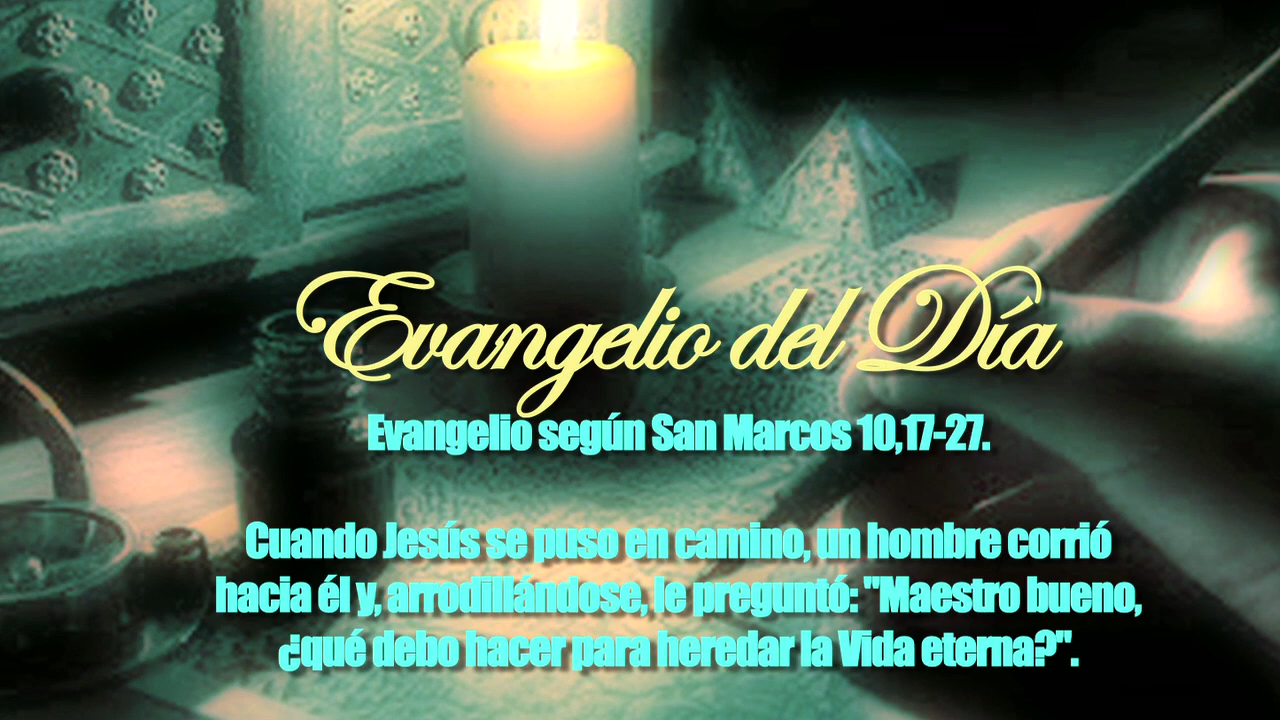 Evangelio del Día
Evangelio según San Marcos 10,17-27.
Cuando Jesús se puso en camino, un hombre corrió
hacia él y, arrodillándose, le preguntó: "Maestro bueno,
¿qué debo hacer para heredar la Vida eterna?".